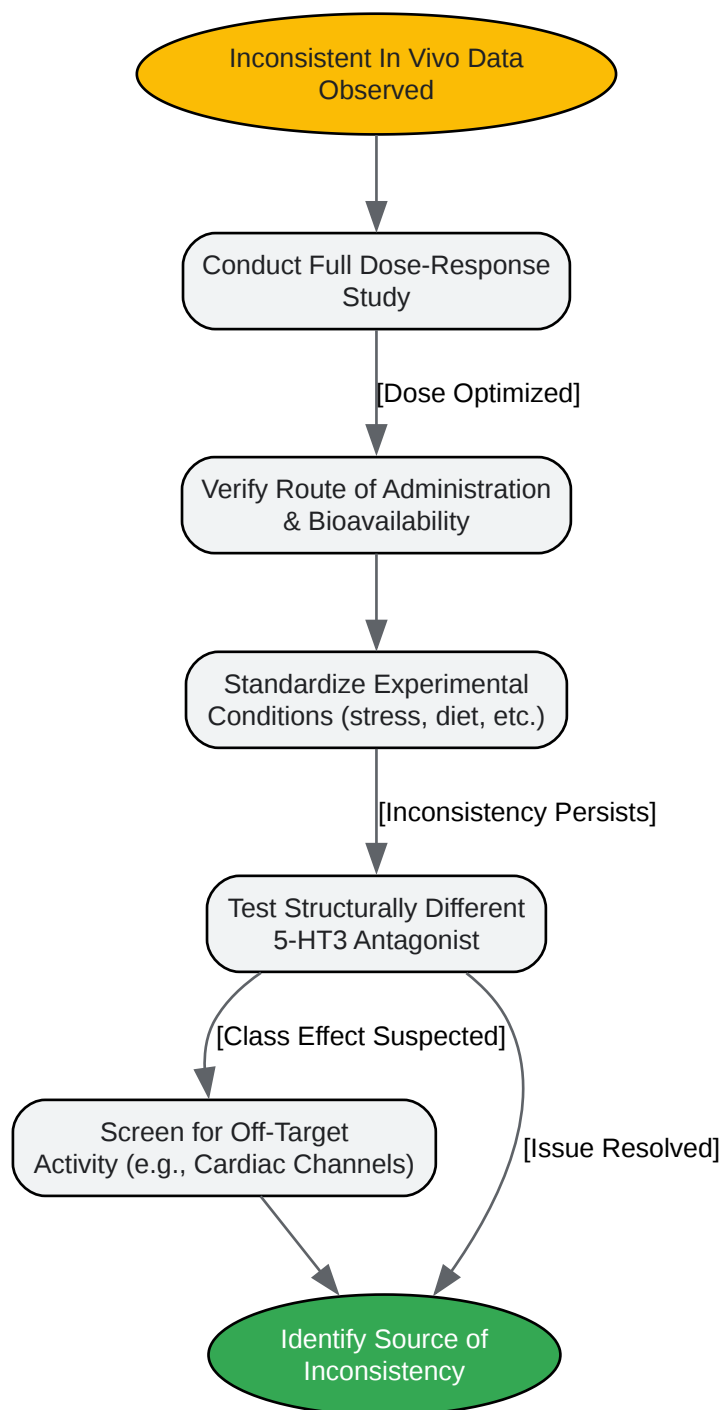 Inconsistent In Vivo Data
Observed
Conduct Full Dose-Response
Study
[Dose Optimized]
Verify Route of Administration
& Bioavailability
Standardize Experimental
Conditions (stress, diet, etc.)
[Inconsistency Persists]
Test Structurally Different
5-HT3 Antagonist
[Class Effect Suspected]
Screen for Off-Target
Activity (e.g., Cardiac Channels)
[Issue Resolved]
Identify Source of
Inconsistency